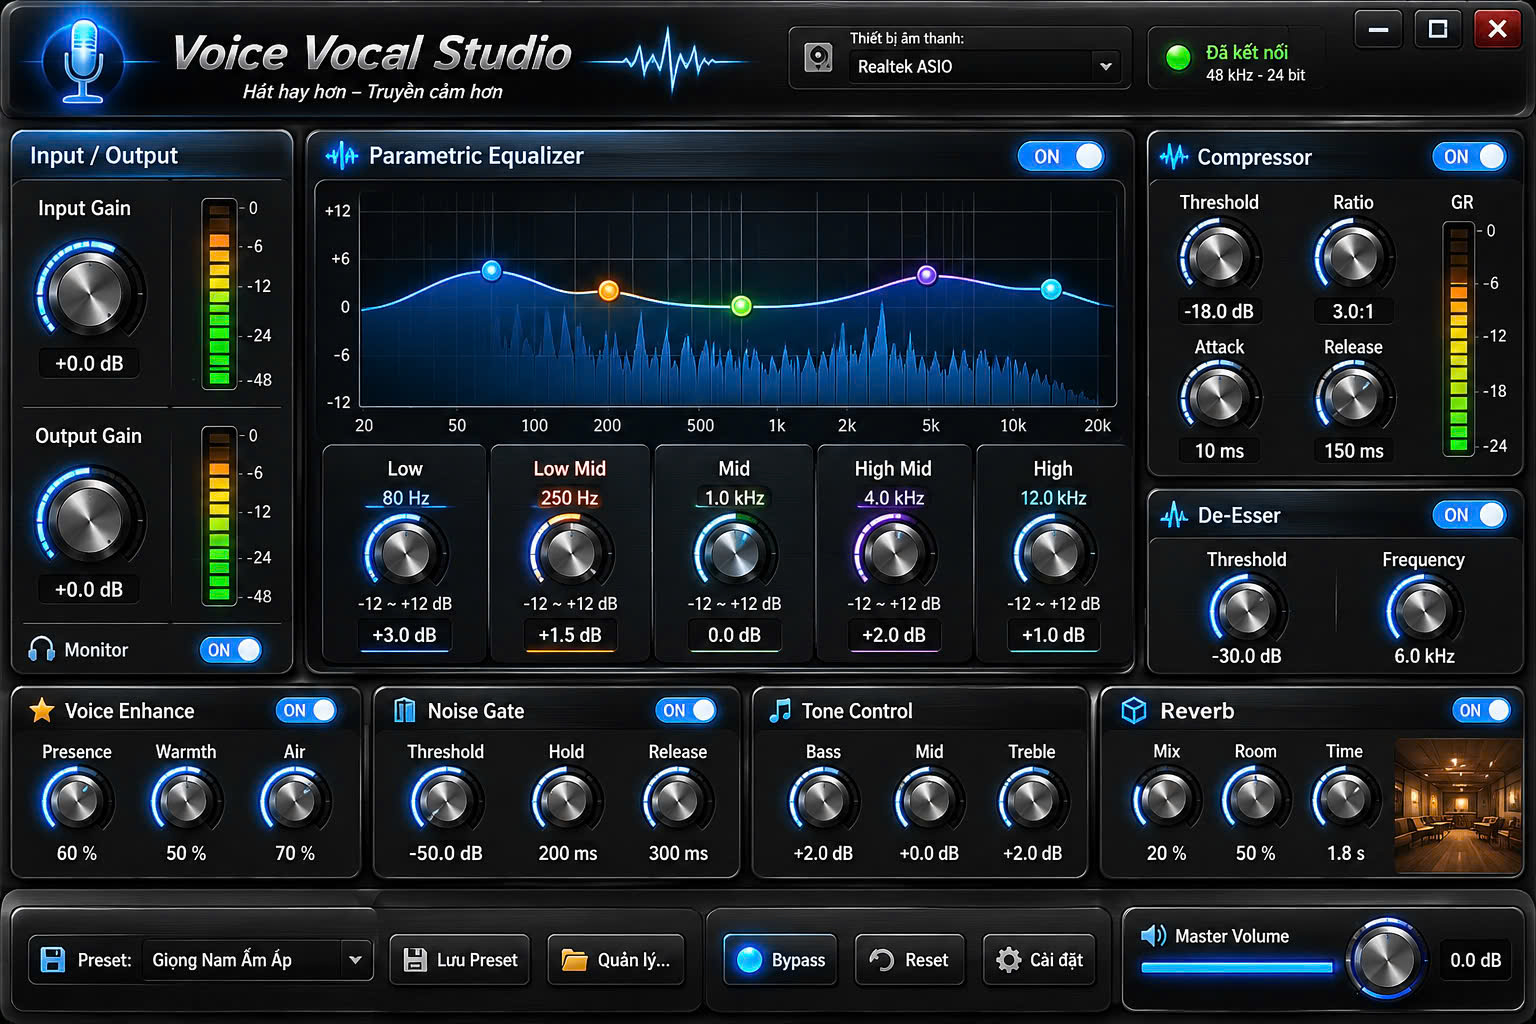 Voice Vocal Studio
Hát hay hơn – Truyền cảm hơn
Thiết bị âm thanh:
Realtek ASIO
Đã kết nối
48 kHz - 24 bit
Input / Output
Input Gain
+0.0 dB
0
-6
-12
-24
-48
Output Gain
+0.0 dB
0
-6
-12
-24
-48
Monitor
ON
Parametric Equalizer
ON
+12
+6
0
-6
-12
20 50 100 200 500 1k 2k 5k 10k 20k
Low
80 Hz
-12 ~ +12 dB
+3.0 dB
Low Mid
250 Hz
-12 ~ +12 dB
+1.5 dB
Mid
1.0 kHz
-12 ~ +12 dB
0.0 dB
High Mid
4.0 kHz
-12 ~ +12 dB
+2.0 dB
High
12.0 kHz
-12 ~ +12 dB
+1.0 dB
Compressor
ON
Threshold
-18.0 dB
Ratio
3.0:1
Attack
10 ms
Release
150 ms
GR
0
-6
-12
-18
-24
De-Esser
ON
Threshold
-30.0 dB
Frequency
6.0 kHz
Voice Enhance
ON
Presence Warmth Air
60 % 50 % 70 %
Noise Gate
ON
Threshold Hold Release
-50.0 dB 200 ms 300 ms
Tone Control
Bass Mid Treble
+2.0 dB +0.0 dB +2.0 dB
Reverb
ON
Mix Room Time
20 % 50 % 1.8 s
Preset: Giọng Nam Ấm Áp
Lưu Preset
Quản lý...
Bypass
Reset
Cài đặt
Master Volume
0.0 dB